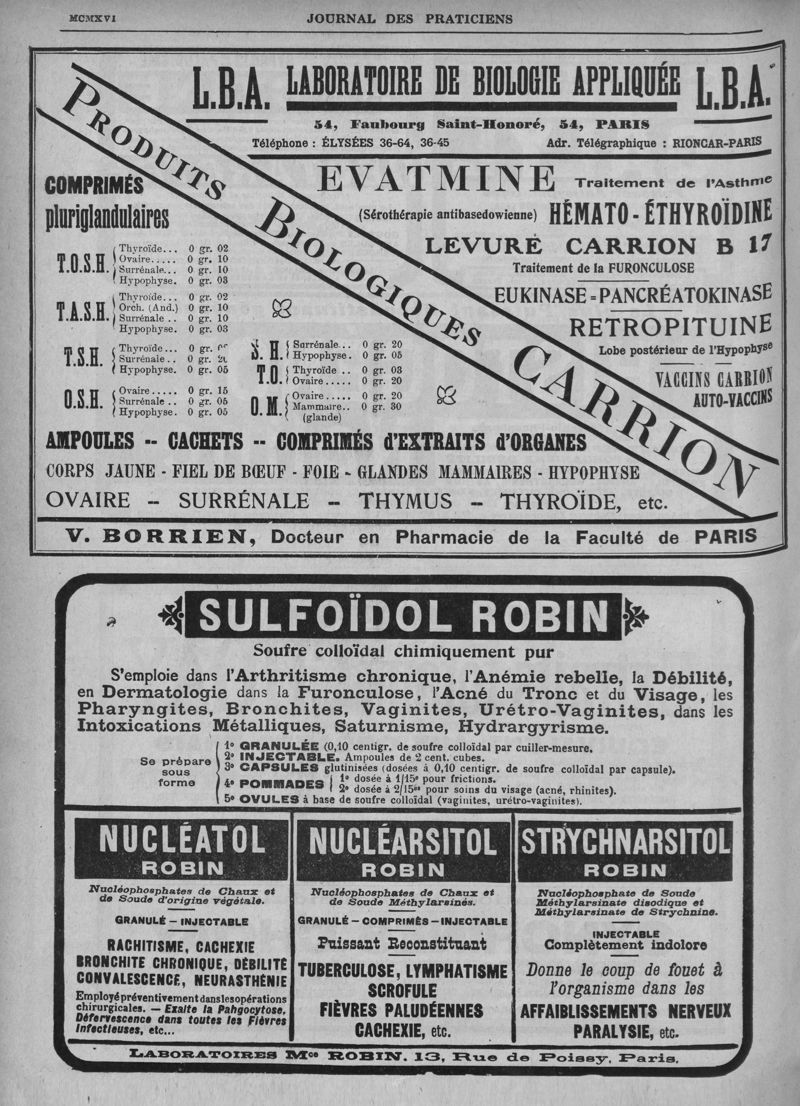 MCMXVI
JOURNAL DES PRATICIENS
L.B.A. LABORATOIRE DE BIOLOGIE APPLIQUÉE L.B.A.
54, Faubourg Saint-Honoré, 54, PARIS
Téléphone : ÉLYSÉES 36-64, 36-45
Adr. Télégraphique : RIONCAR-PARIS
PRODUITS BIOLOGIQUES CARRION
EVATMINE Traitement de l'Asthme
(Sérothérapie antibasedowienne) HÉMATO-ÉTHYROÏDINE
LEVURE CARRION B 17
Traitement de la FURONCULOSE
EUKINASE = PANCRÉATOKINASE
RETROPITUINE
Lobe postérieur de l'Hypophyse
VACCINS CARRION
AUTO-VACCINS
COMPRIMÉS
pluriglandulaires
T.O.S.H.
Thyroïde... 0 gr. 02
Ovaire..... 0 gr. 10
Surrénale... 0 gr. 10
Hypophyse. 0 gr. 03
T.A.S.H.
Thyroïde... 0 gr. 02
Orch. (And.) 0 gr. 10
Surrénale .. 0 gr. 10
Hypophyse. 0 gr. 03
T.S.H.
Thyroïde... 0 gr.
Surrénale .. 0 gr.
Hypophyse. 0 gr. 05
O.S.H.
Ovaire..... 0 gr. 15
Surrénale .. 0 gr. 05
Hypophyse. 0 gr. 05
S. H.
Surrénale... 0 gr. 20
Hypophyse. 0 gr. 05
T.O.
Thyroïde .. 0 gr. 03
Ovaire..... 0 gr. 20
O.M.
Ovaire..... 0 gr. 20
Mammaire.. 0 gr. 30
(glande)
AMPOULES -- CACHETS -- COMPRIMÉS d'EXTRAITS d'ORGANES
CORPS JAUNE - FIEL DE BŒUF - FOIE - GLANDES MAMMAIRES - HYPOPHYSE
OVAIRE — SURRÉNALE — THYMUS — THYROÏDE, etc.
V. BORRIEN, Docteur en Pharmacie de la Faculté de PARIS
SULFOÏDOL ROBIN
Soufre colloïdal chimiquement pur
S'emploie dans l'Arthritisme chronique, l'Anémie rebelle, la Débilité,
en Dermatologie dans la Furonculose, l'Acné du Tronc et du Visage, les
Pharyngites, Bronchites, Vaginites, Urétro-Vaginites, dans les
Intoxications Métalliques, Saturnisme, Hydrargyrisme.
Se prépare
sous
forme
1º GRANULÉE (0,10 centigr. de soufre colloïdal par cuiller-mesure.
2º INJECTABLE. Ampoules de 2 cent. cubes.
3º CAPSULES glutinisées (dosées à 0,10 centigr. de soufre colloïdal par capsule).
4º POMMADES
1º dosée à 1/15º pour frictions.
2º dosée à 2/15es pour soins du visage (acné, rhinites).
5º OVULES à base de soufre colloïdal (vaginites, urétro-vaginites).
NUCLÉATOL
ROBIN
Nucléophosphates de Chaux et
de Soude d'origine végétale.
GRANULÉ — INJECTABLE
RACHITISME, CACHEXIE
BRONCHITE CHRONIQUE, DÉBILITÉ
CONVALESCENCE, NEURASTHÉNIE
Employé préventivement dans les opérations
chirurgicales. — Exalte la Pahgocytose.
Défervescence dans toutes les Fièvres
infectieuses, etc...
NUCLÉARSITOL
ROBIN
Nucléophosphates de Chaux et
de Soude Méthylarsinés.
GRANULÉ — COMPRIMÉS — INJECTABLE
Puissant Reconstituant
TUBERCULOSE, LYMPHATISME
SCROFULE
FIÈVRES PALUDÉENNES
CACHEXIE, etc.
STRYCHNARSITOL
ROBIN
Nucléophosphate de Soude
Méthylarsinate disodique et
Méthylarsinate de Strychnine.
INJECTABLE
Complètement indolore
Donne le coup de fouet à
l'organisme dans les
AFFAIBLISSEMENTS NERVEUX
PARALYSIE, etc.
LABORATOIRES Mce ROBIN, 13, Rue de Poissy, Paris.